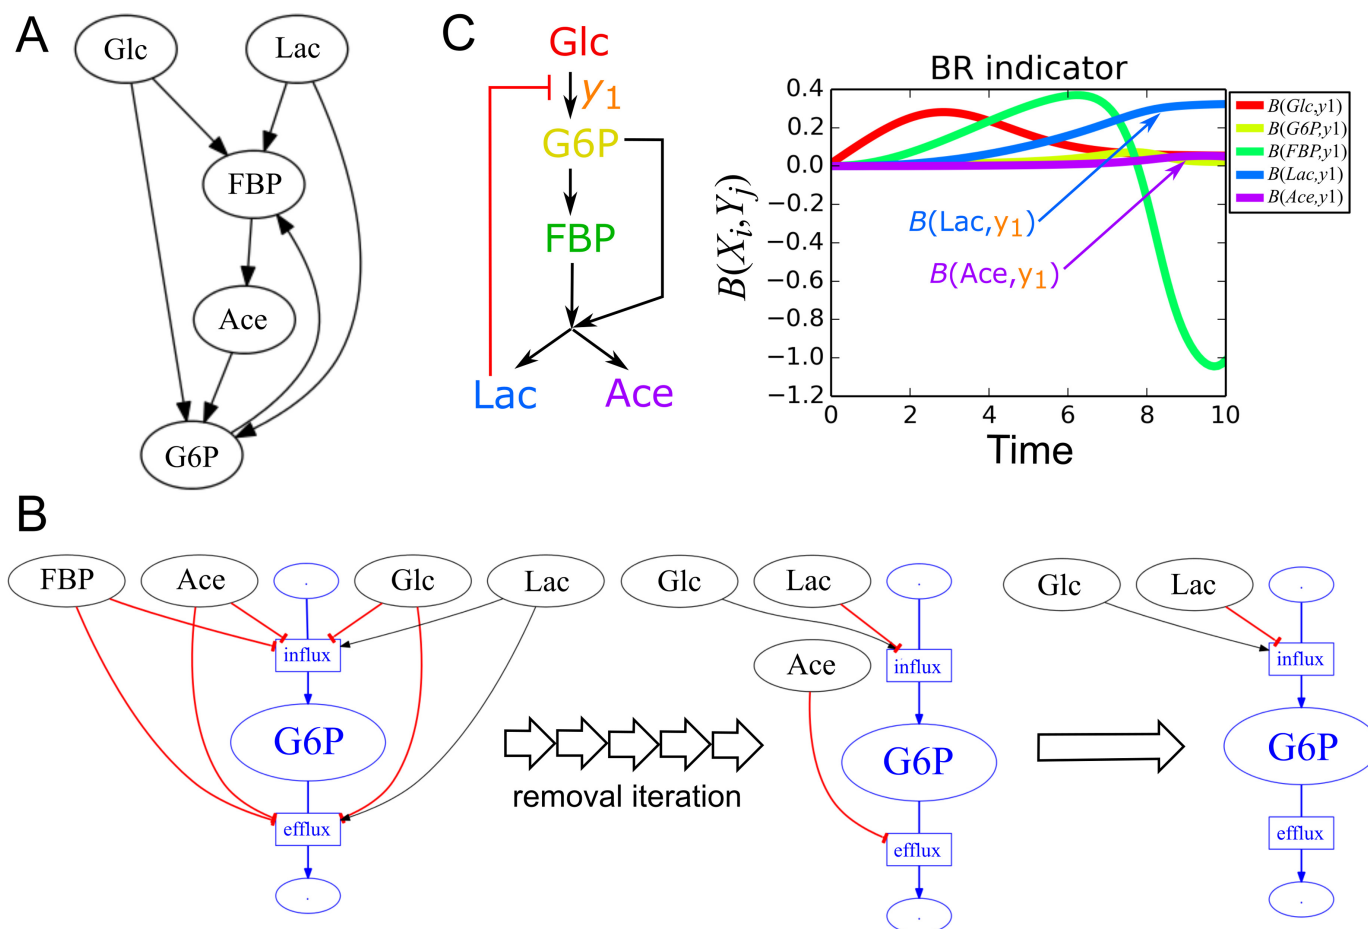 A
Glc
Lac
FBP
Ace
G6P
C
Glc
y1
G6P
FBP
Lac
Ace
BR indicator
B(Xi,Yj)
0.4
0.2
0.0
−0.2
−0.4
−0.6
−0.8
−1.0
−1.2
0
2
4
6
8
10
Time
B(Lac,y1)
B(Ace,y1)
B(Glc,y1)
B(G6P,y1)
B(FBP,y1)
B(Lac,y1)
B(Ace,y1)
B
FBP
Ace
.
Glc
Lac
influx
G6P
efflux
.
removal iteration
Glc
Lac
.
Ace
influx
G6P
efflux
.
Glc
Lac
.
influx
G6P
efflux
.